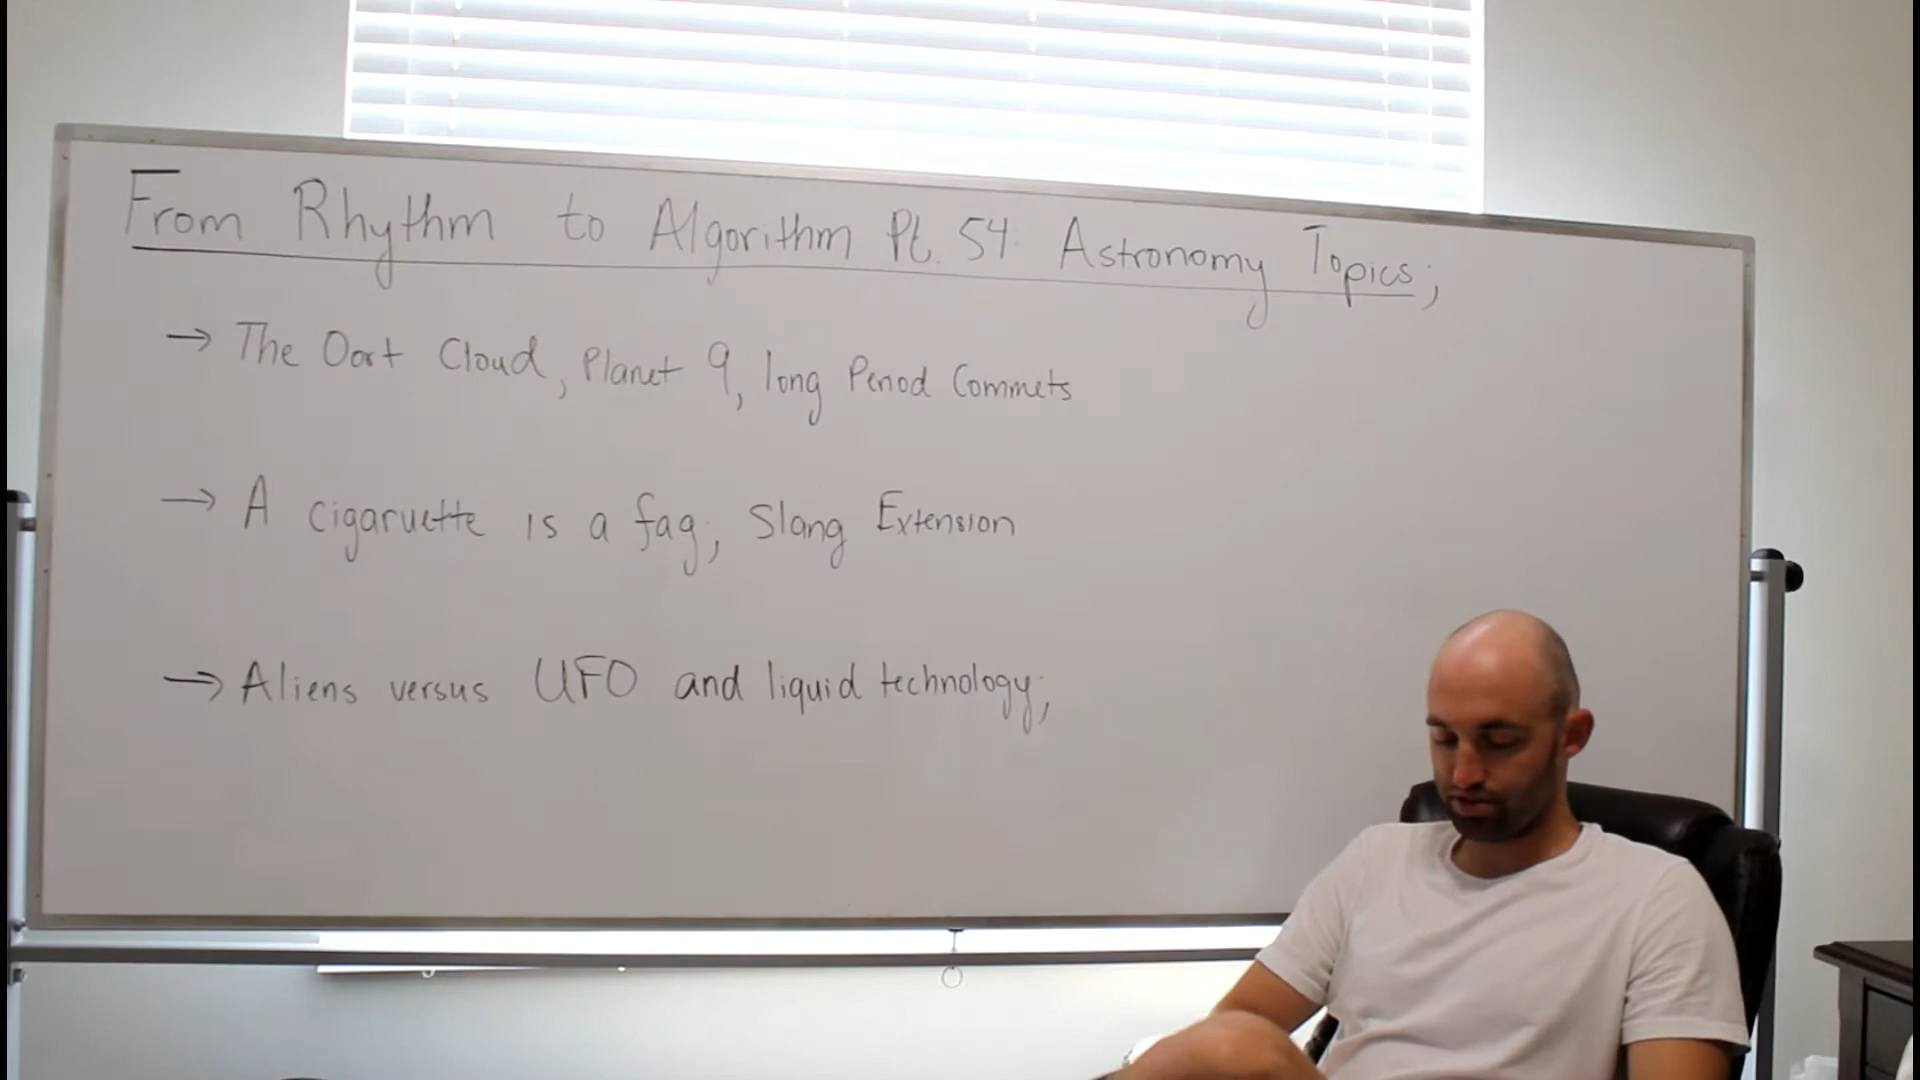 From Rhythm to Algorithm Pt. 54: Astronomy Topics;
→ The Oort Cloud, Planet 9, long Period Commets
→ A cigaruette is a fag; Slang Extension
→ Aliens versus UFO and liquid technology;